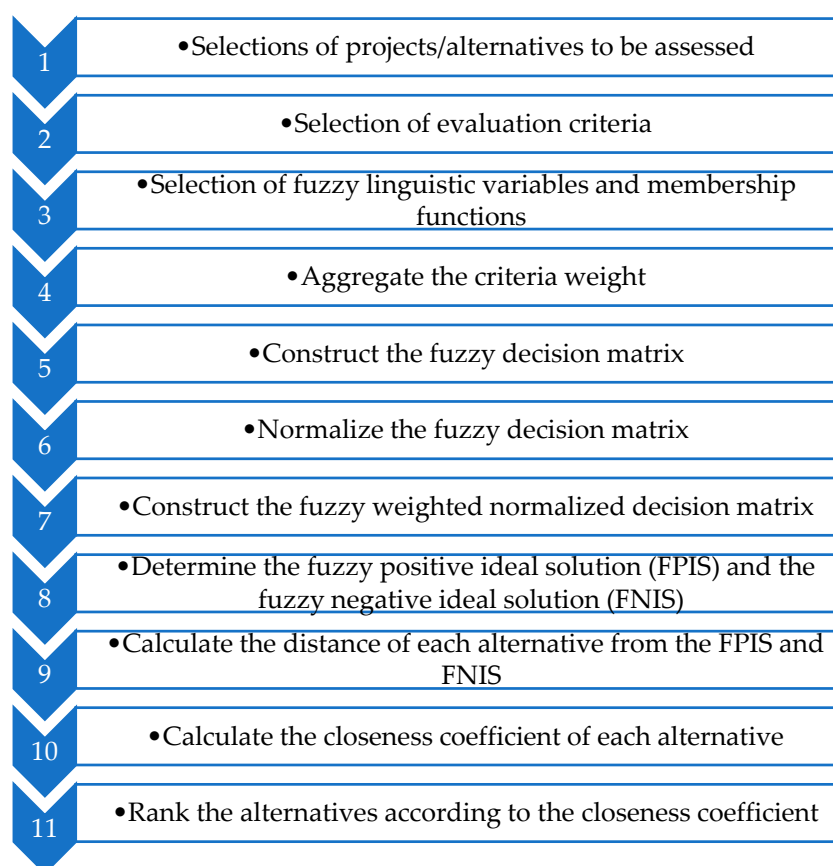 1
•Selections of projects/alternatives to be assessed
2
•Selection of evaluation criteria
3
•Selection of fuzzy linguistic variables and membership
functions
4
•Aggregate the criteria weight
5
•Construct the fuzzy decision matrix
6
•Normalize the fuzzy decision matrix
7
•Construct the fuzzy weighted normalized decision matrix
8
•Determine the fuzzy positive ideal solution (FPIS) and the
fuzzy negative ideal solution (FNIS)
9
•Calculate the distance of each alternative from the FPIS and
FNIS
10
•Calculate the closeness coefficient of each alternative
11
•Rank the alternatives according to the closeness coefficient